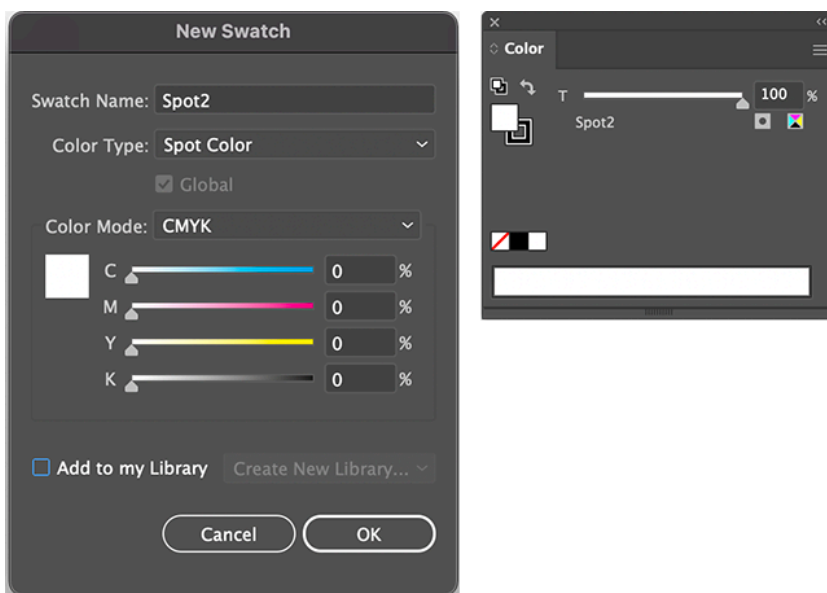 New Swatch
Swatch Name: Spot2
Color Type: Spot Color
Global
Color Mode: CMYK
C 0 %
M 0 %
Y 0 %
K 0 %
Add to my Library Create New Library...
Cancel OK
Color
T 100 %
Spot2